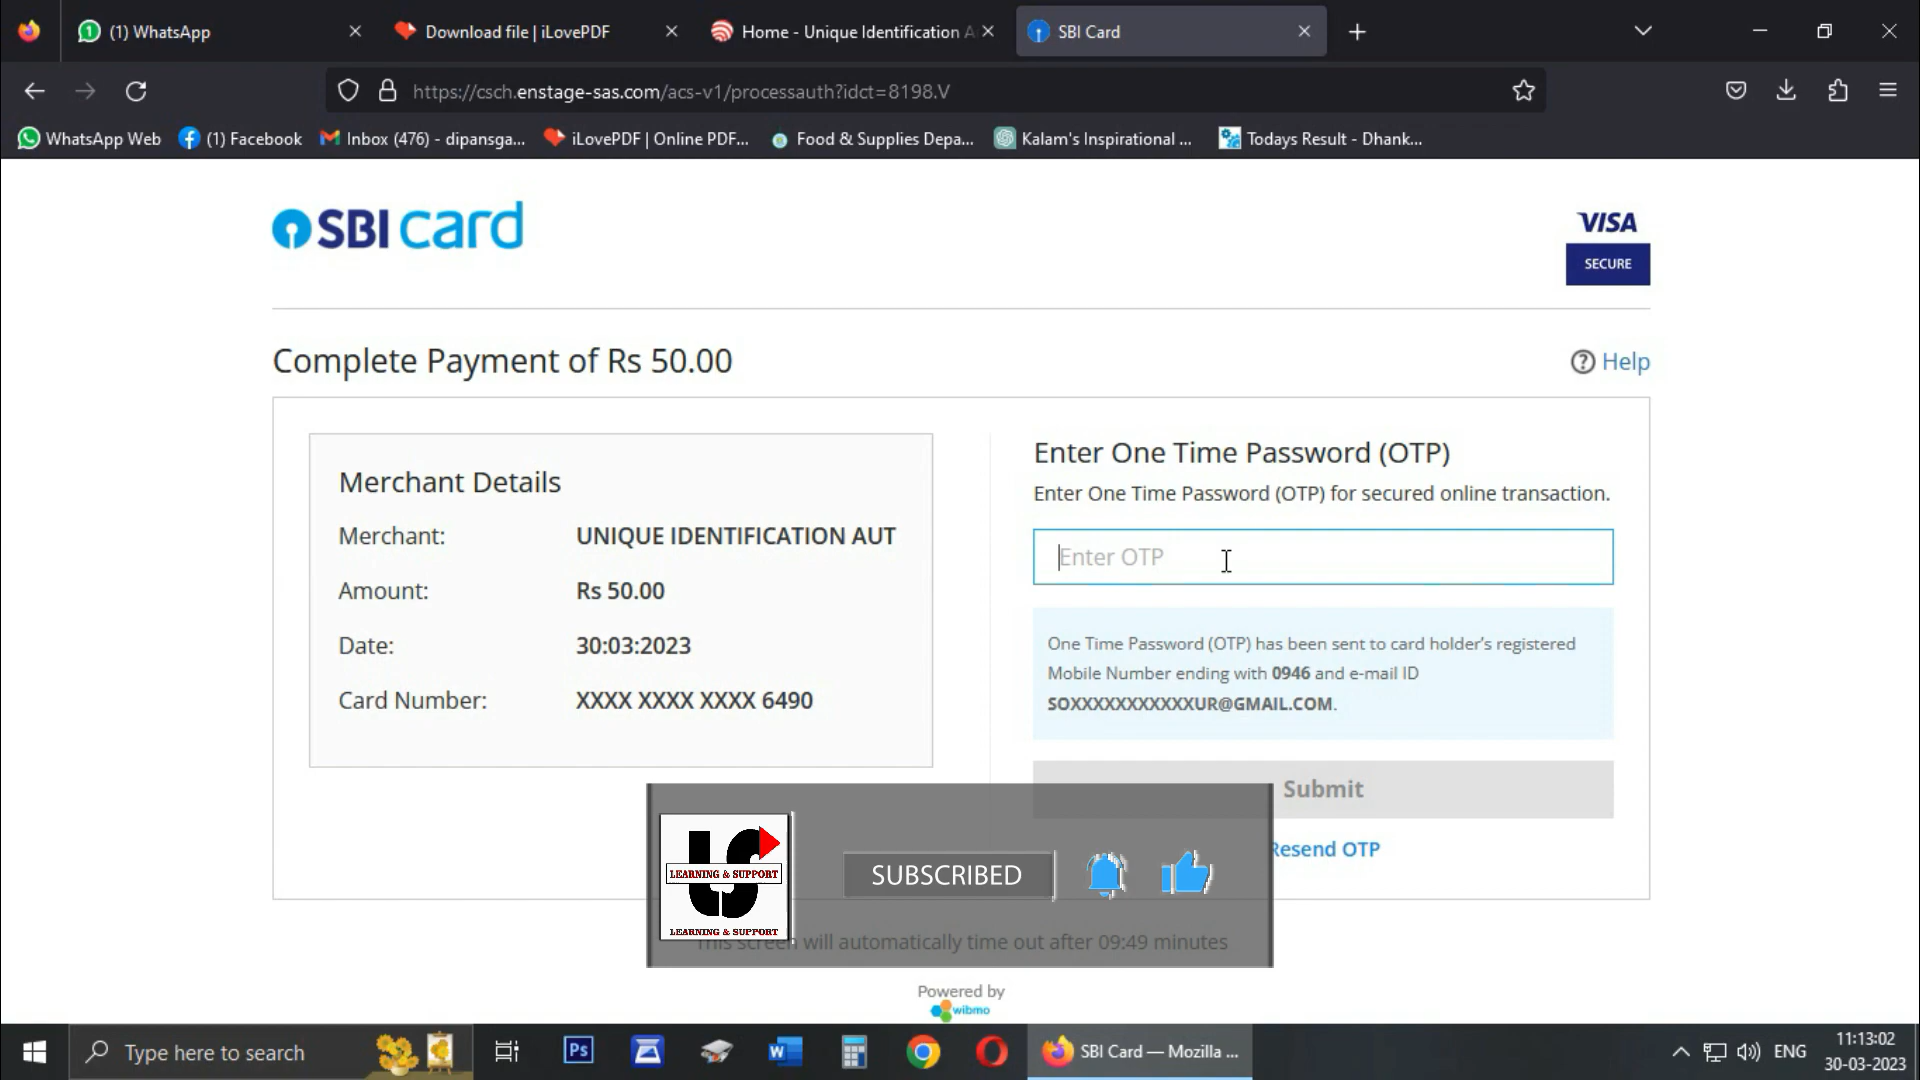 (1) WhatsApp
Download file | iLovePDF
Home - Unique Identification A
SBI Card
https://csch.enstage-sas.com/acs-v1/processauth?idct=8198.V
WhatsApp Web
(1) Facebook
Inbox (476) - dipansga...
iLovePDF | Online PDF...
Food & Supplies Depa...
Kalam's Inspirational ...
Todays Result - Dhank...
SBI card
VISA
SECURE
Complete Payment of Rs 50.00
Help
Merchant Details
Merchant: UNIQUE IDENTIFICATION AUT
Amount: Rs 50.00
Date: 30:03:2023
Card Number: XXXX XXXX XXXX 6490
Enter One Time Password (OTP)
Enter One Time Password (OTP) for secured online transaction.
Enter OTP
One Time Password (OTP) has been sent to card holder's registered
Mobile Number ending with 0946 and e-mail ID
SOXXXXXXXXXXXUR@GMAIL.COM.
Submit
Resend OTP
LEARNING & SUPPORT
LEARNING & SUPPORT
SUBSCRIBED
This screen will automatically time out after 09:49 minutes
Powered by
wibmo
Type here to search
Ps
SBI Card — Mozilla ...
ENG
11:13:02
30-03-2023